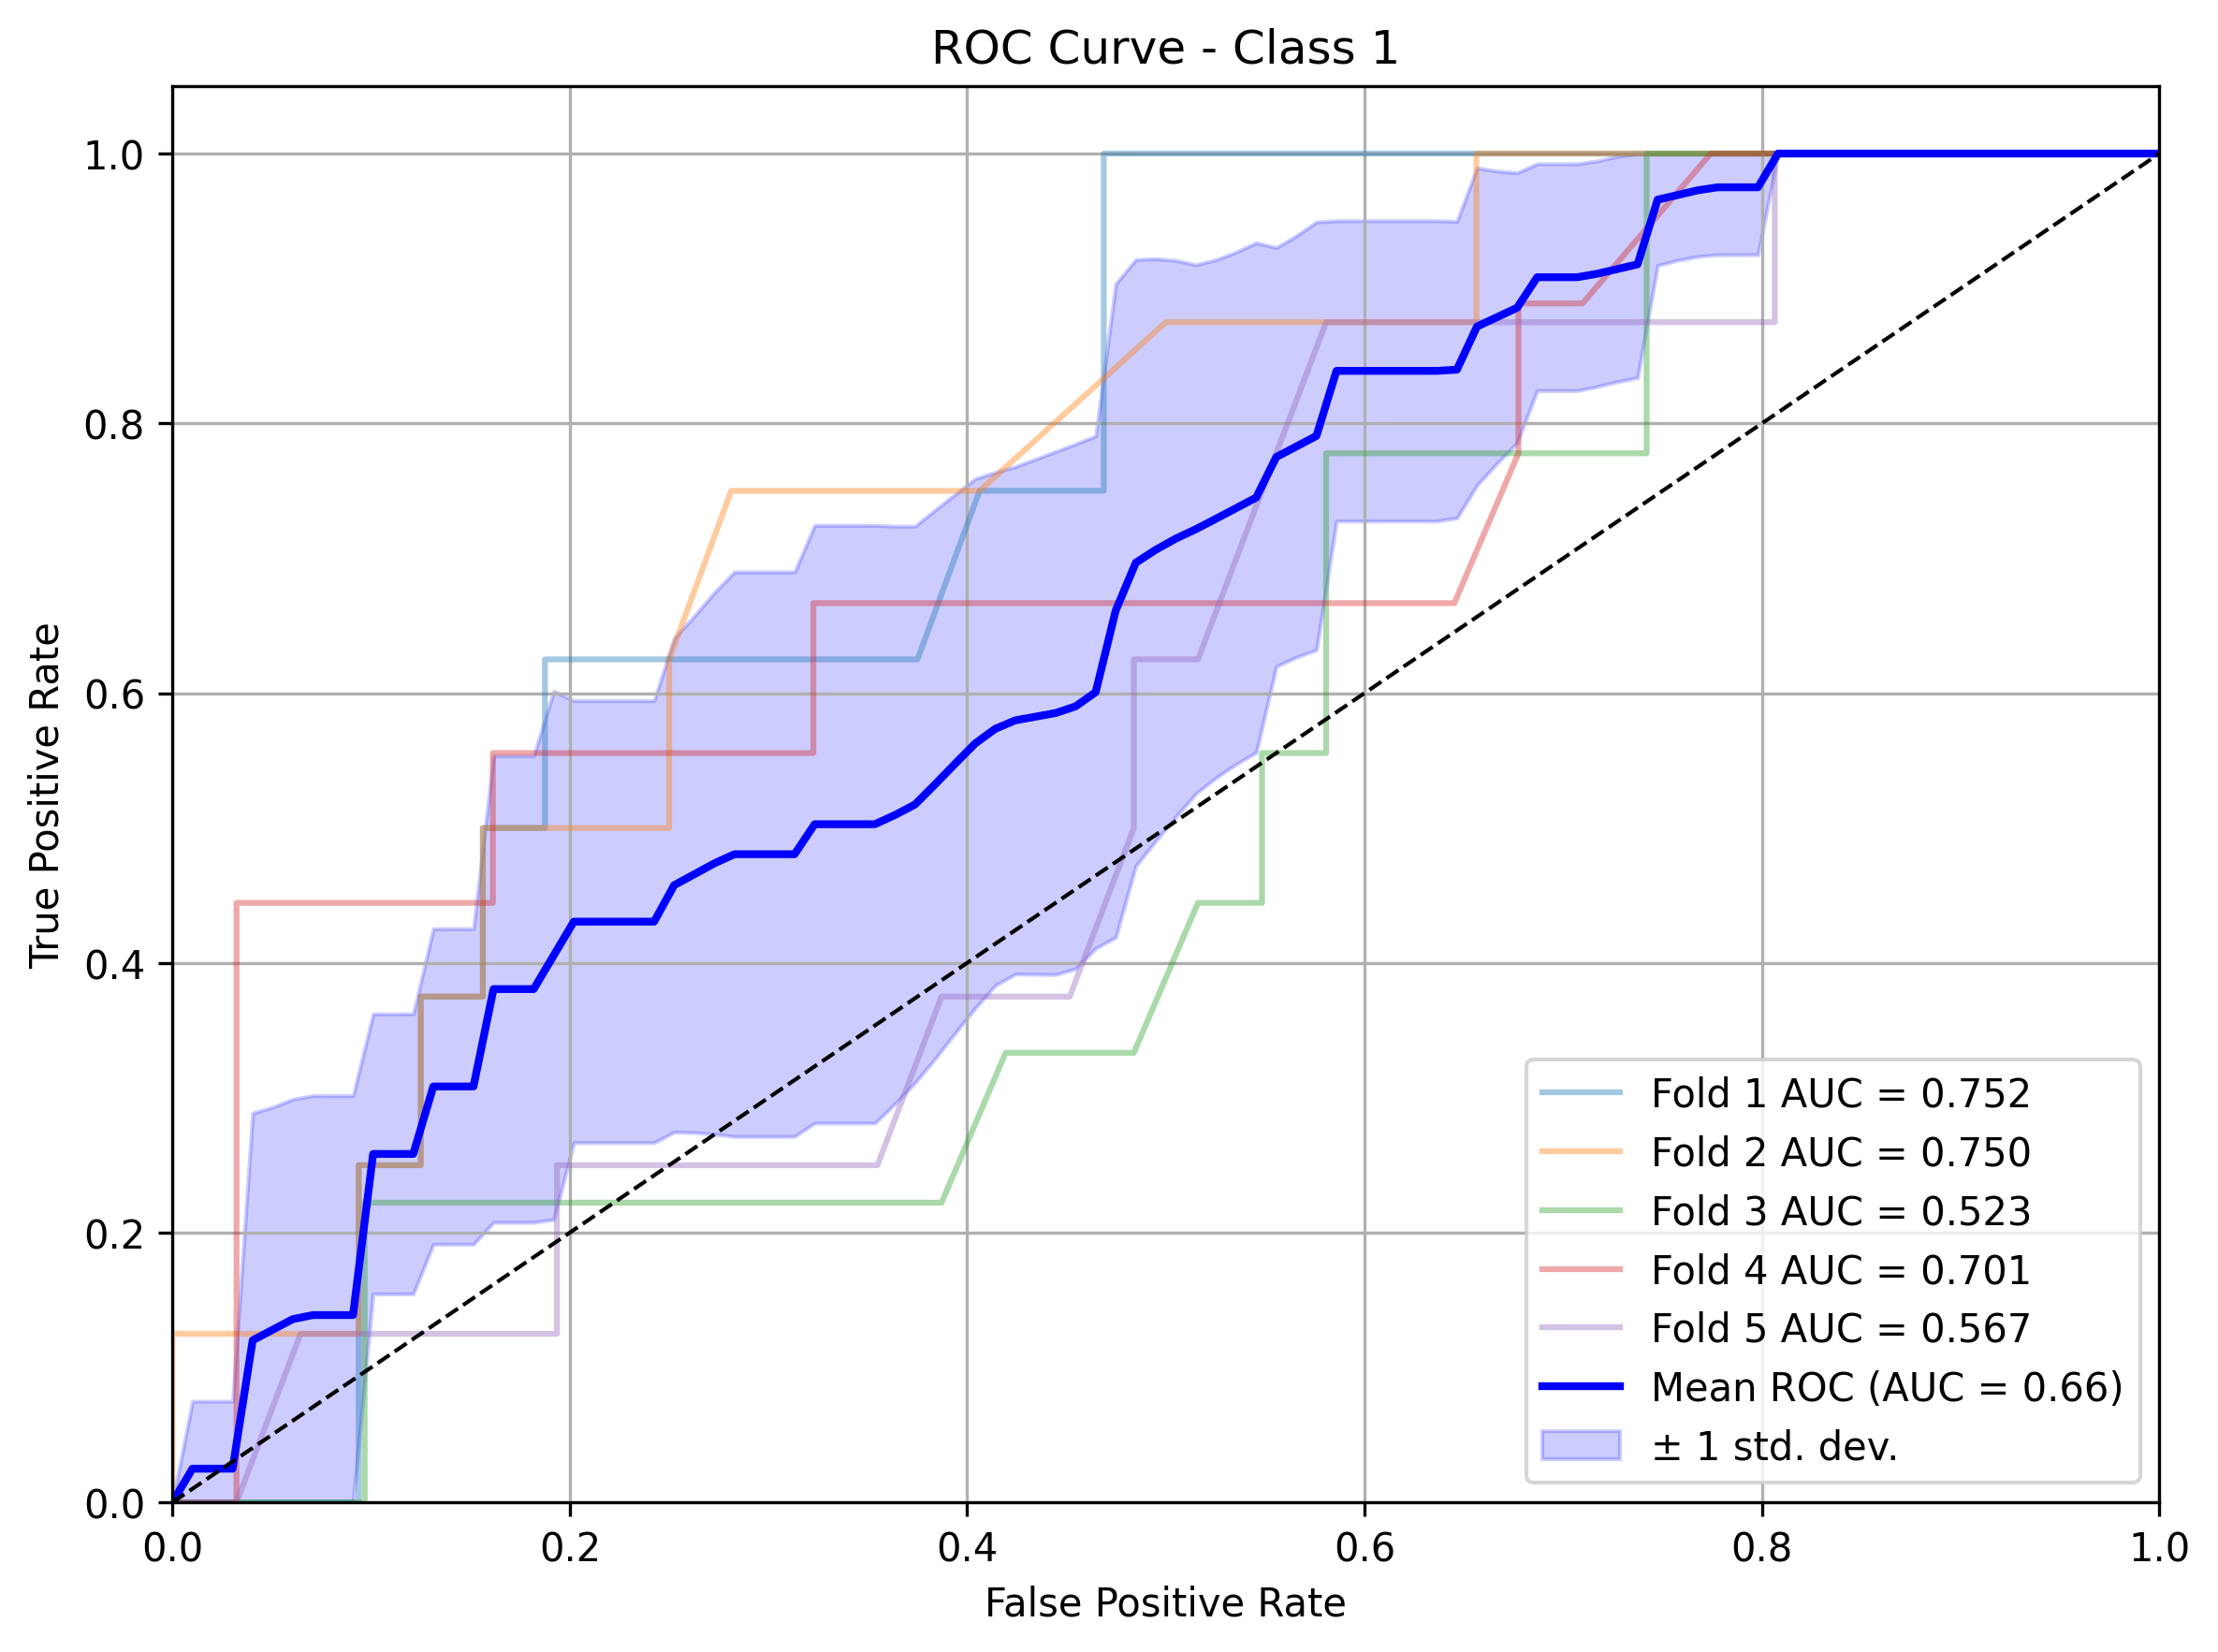 ROC Curve - Class 1
True Positive Rate
1.0
0.8
0.6
0.4
0.2
0.0
0.0 0.2 0.4 0.6 0.8 1.0
False Positive Rate
Fold 1 AUC = 0.752
Fold 2 AUC = 0.750
Fold 3 AUC = 0.523
Fold 4 AUC = 0.701
Fold 5 AUC = 0.567
Mean ROC (AUC = 0.66)
± 1 std. dev.